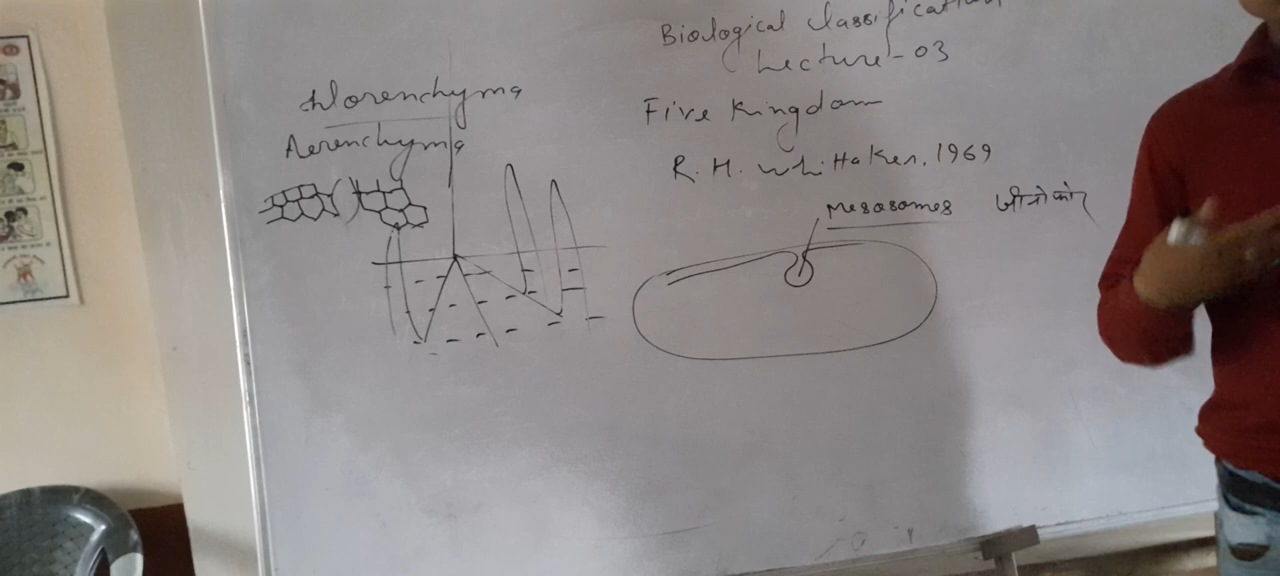 Biological Classification
Lecture-03
Chlorenchyma
Aerenchyma
Five Kingdom
R. H. Whittaker, 1969
Mesosomes